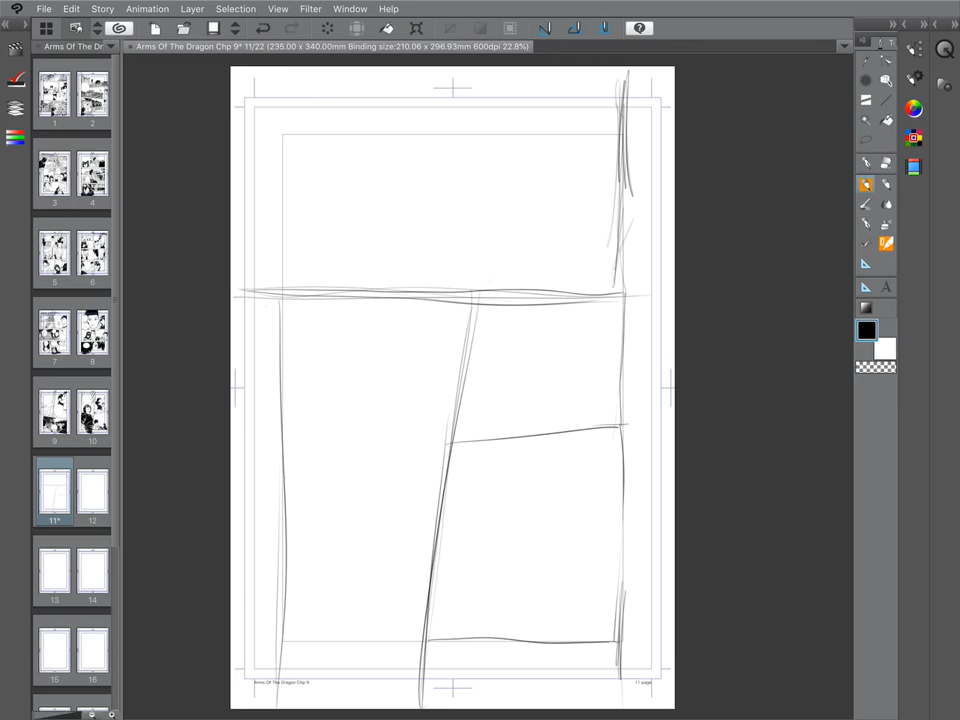 File Edit Story Animation Layer Selection View Filter Window Help
Arms Of The Dr
Arms Of The Dragon Chp 9* 11/22 (235.00 x 340.00mm Binding size:210.06 x 296.93mm 600dpi 22.8%)
1 2
3 4
5 6
7 8
9 10
11* 12
13 14
15 16
Arms Of The Dragon Chp 9
11 page
T
A
?